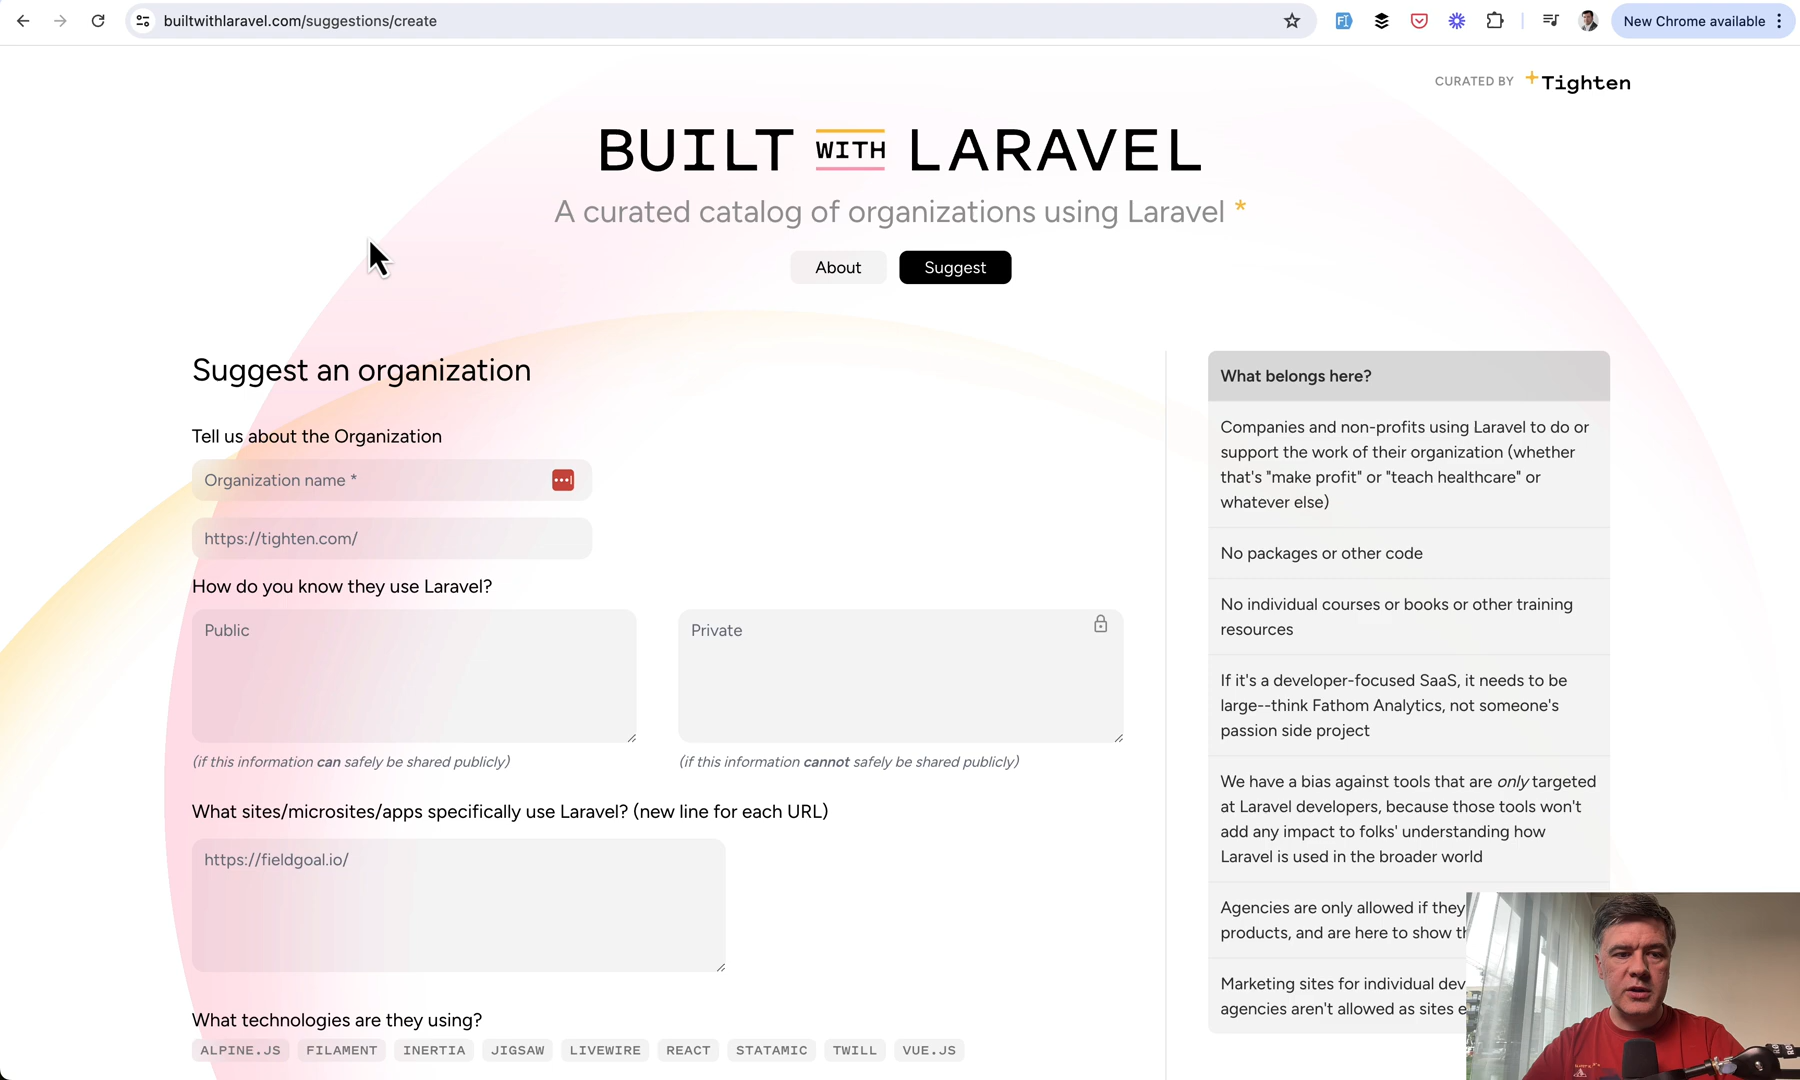 builtwithlaravel.com/suggestions/create
New Chrome available
CURATED BY Tighten
BUILT WITH LARAVEL
A curated catalog of organizations using Laravel *
About
Suggest
Suggest an organization
Tell us about the Organization
Organization name *
https://tighten.com/
How do you know they use Laravel?
Public
Private
(if this information can safely be shared publicly)
(if this information cannot safely be shared publicly)
What sites/microsites/apps specifically use Laravel? (new line for each URL)
https://fieldgoal.io/
What technologies are they using?
ALPINE.JS FILAMENT INERTIA JIGSAW LIVEWIRE REACT STATAMIC TWILL VUE.JS
What belongs here?
Companies and non-profits using Laravel to do or
support the work of their organization (whether
that's "make profit" or "teach healthcare" or
whatever else)
No packages or other code
No individual courses or books or other training
resources
If it's a developer-focused SaaS, it needs to be
large--think Fathom Analytics, not someone's
passion side project
We have a bias against tools that are only targeted
at Laravel developers, because those tools won't
add any impact to folks' understanding how
Laravel is used in the broader world
Agencies are only allowed if they
products, and are here to show
Marketing sites for individual
agencies aren't allowed as sites